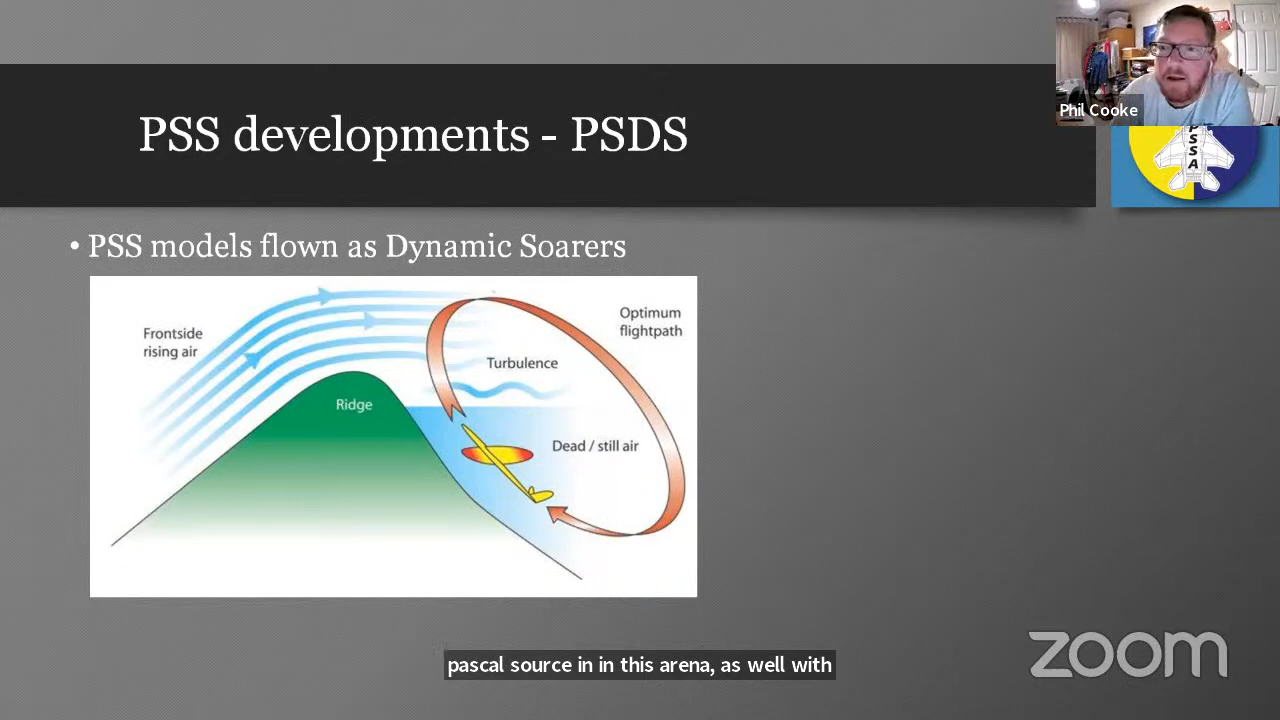 PSS developments - PSDS
Phil Cooke
PSSA
• PSS models flown as Dynamic Soarers
Frontside
rising air
Optimum
flightpath
Turbulence
Ridge
Dead / still air
zoom
pascal source in in this arena, as well with